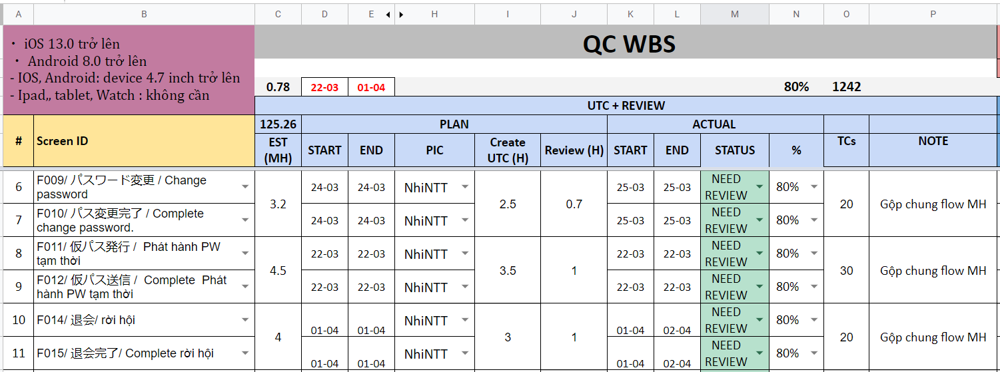 A B C D E H I J K L M N O P
・ iOS 13.0 trở lên
・ Android 8.0 trở lên
- IOS, Android: device 4.7 inch trở lên
- Ipad,, tablet, Watch : không cần
QC WBS
0.78 22-03 01-04 80% 1242
UTC + REVIEW
125.26 PLAN ACTUAL
# Screen ID EST (MH) START END PIC Create UTC (H) Review (H) START END STATUS % TCs NOTE
6 F009/ パスワード変更 / Change password 3.2 24-03 24-03 NhiNTT 2.5 0.7 25-03 25-03 NEED REVIEW 80% 20 Gộp chung flow MH
7 F010/ パス変更完了 / Complete change password. 24-03 24-03 NhiNTT 25-03 25-03 NEED REVIEW 80%
8 F011/ 仮パス発行 / Phát hành PW tạm thời 4.5 22-03 22-03 NhiNTT 3.5 1 22-03 22-03 NEED REVIEW 80% 30 Gộp chung flow MH
9 F012/ 仮パス送信 / Complete Phát hành PW tạm thời 22-03 22-03 NhiNTT 22-03 22-03 NEED REVIEW 80%
10 F014/ 退会/ rời hội 4 01-04 01-04 NhiNTT 3 1 01-04 02-04 NEED REVIEW 80% 20 Gộp chung flow MH
11 F015/ 退会完了/ Complete rời hội 01-04 01-04 NhiNTT 01-04 02-04 NEED REVIEW 80%